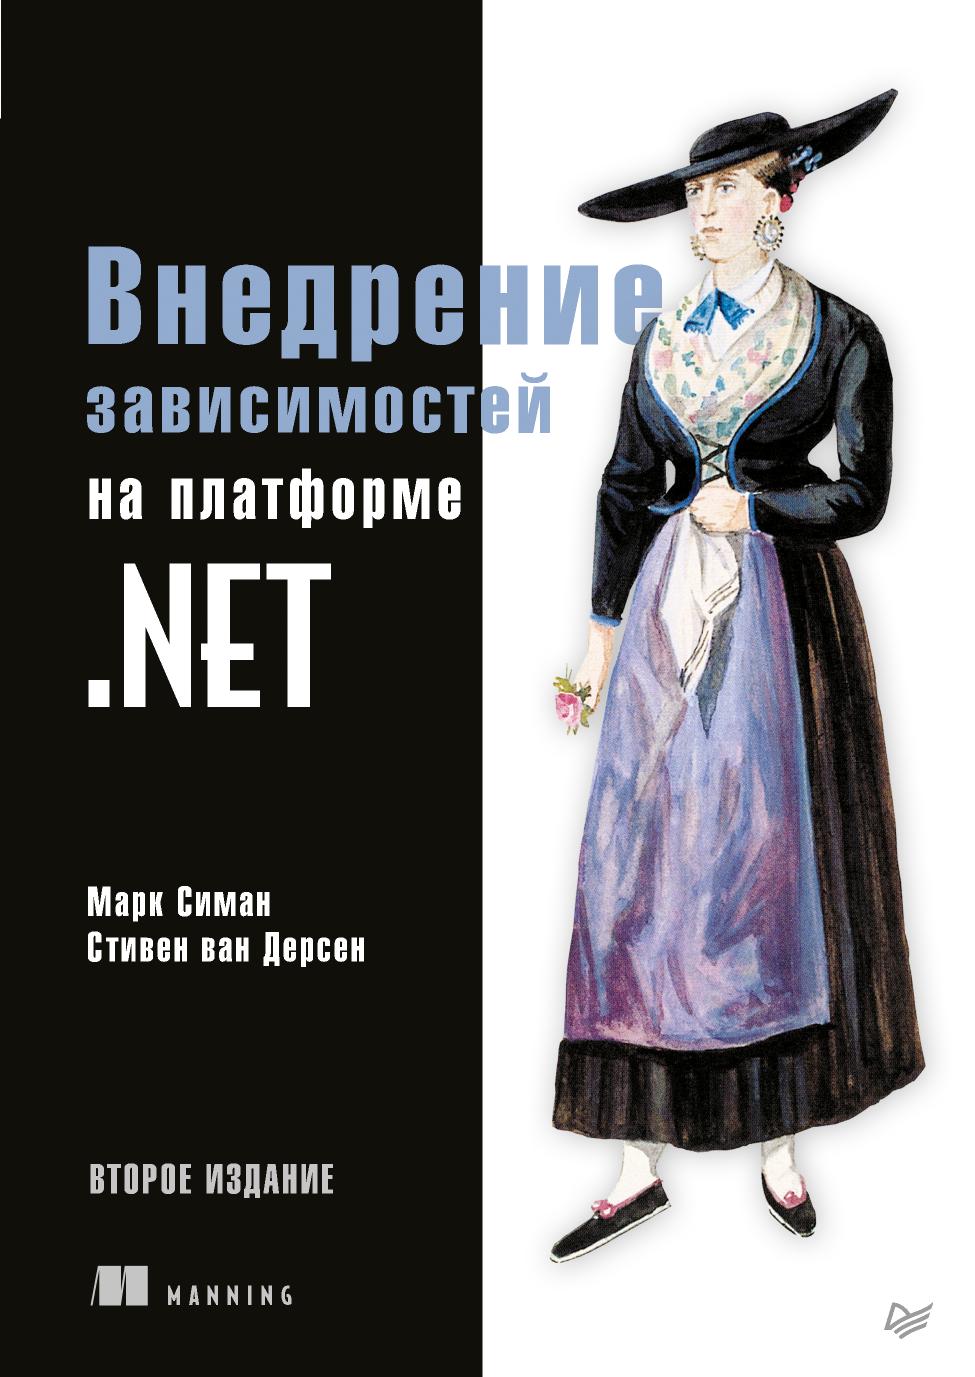 Внедрение
зависимостей
на платформе
.NET
Марк Симан
Стивен ван Дерсен
ВТОРОЕ ИЗДАНИЕ
MANNING